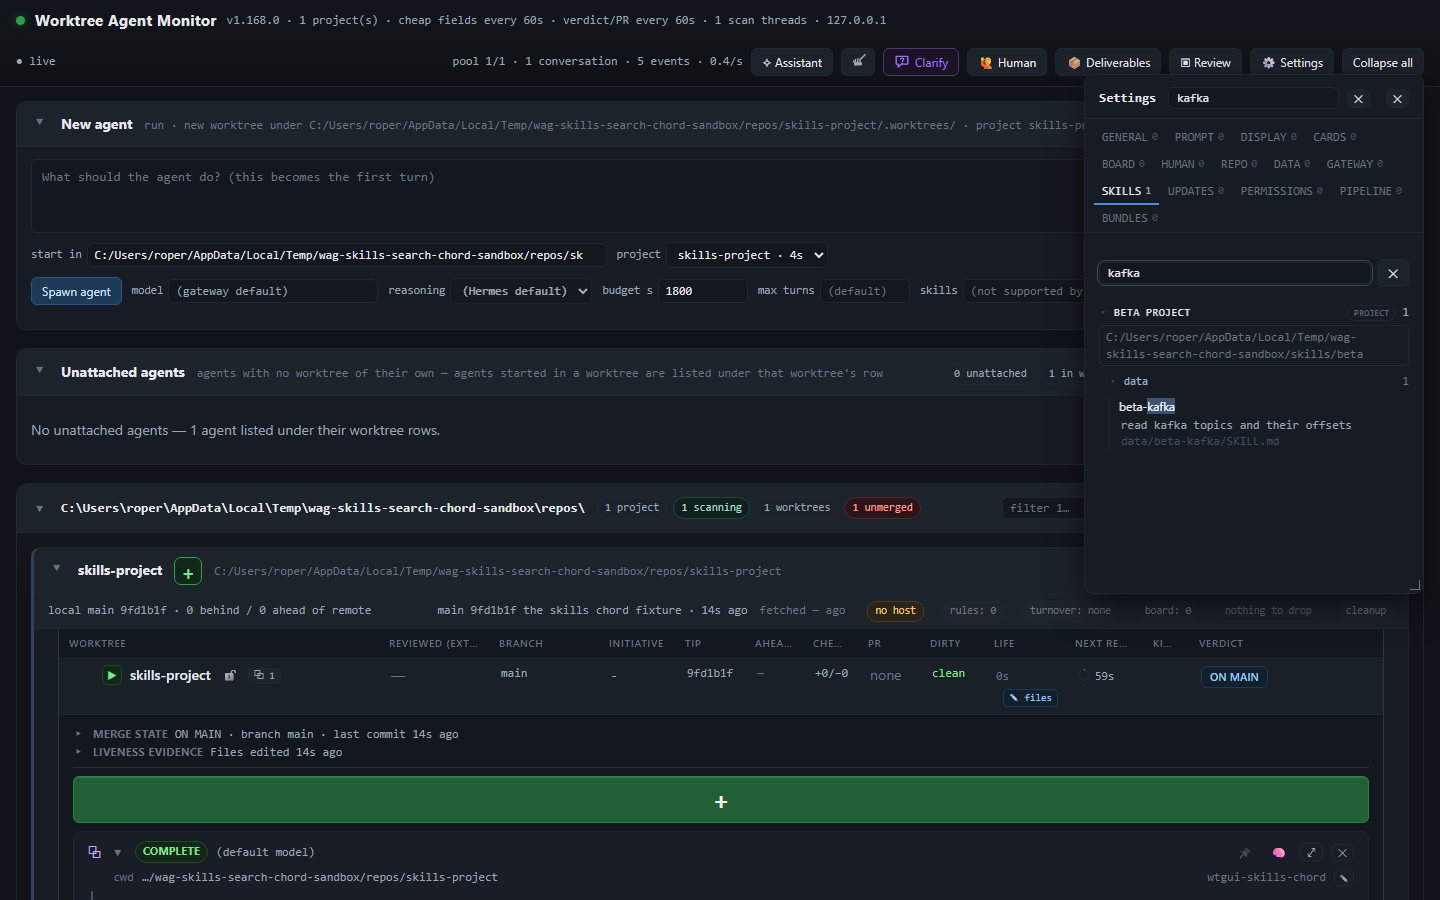 Worktree Agent Monitor v1.168.0 · 1 project(s) · cheap fields every 60s · verdict/PR every 60s · 1 scan threads · 127.0.0.1
live
pool 1/1 · 1 conversation · 5 events · 0.4/s Assistant Clarify Human Deliverables Review Settings Collapse all
Settings kafka
GENERAL 0 PROMPT 0 DISPLAY 0 CARDS 0
BOARD 0 HUMAN 0 REPO 0 DATA 0 GATEWAY 0
SKILLS 1 UPDATES 0 PERMISSIONS 0 PIPELINE 0
BUNDLES 0
kafka
BETA PROJECT PROJECT 1
C:/Users/roper/AppData/Local/Temp/wag-
skills-search-chord-sandbox/skills/beta
data 1
beta-kafka
read kafka topics and their offsets
data/beta-kafka/SKILL.md
New agent run · new worktree under C:/Users/roper/AppData/Local/Temp/wag-skills-search-chord-sandbox/repos/skills-project/.worktrees/ · project skills-pr
What should the agent do? (this becomes the first turn)
start in C:/Users/roper/AppData/Local/Temp/wag-skills-search-chord-sandbox/repos/sk project skills-project · 4s
Spawn agent model (gateway default) reasoning (Hermes default) budget s 1800 max turns (default) skills (not supported by
Unattached agents agents with no worktree of their own — agents started in a worktree are listed under that worktree's row 0 unattached 1 in w
No unattached agents — 1 agent listed under their worktree rows.
C:\Users\roper\AppData\Local\Temp\wag-skills-search-chord-sandbox\repos\ 1 project 1 scanning 1 worktrees 1 unmerged filter 1…
skills-project + C:/Users/roper/AppData/Local/Temp/wag-skills-search-chord-sandbox/repos/skills-project
local main 9fd1b1f · 0 behind / 0 ahead of remote main 9fd1b1f the skills chord fixture · 14s ago fetched — ago no host rules: 0 turnover: none board: 0 nothing to drop cleanup
WORKTREE REVIEWED (EXT… BRANCH INITIATIVE TIP AHEA… CHE… PR DIRTY LIFE NEXT RE… KI… VERDICT
skills-project 1 — main - 9fd1b1f — +0/−0 none clean 0s 59s ON MAIN
files
MERGE STATE ON MAIN · branch main · last commit 14s ago
LIVENESS EVIDENCE Files edited 14s ago
+
COMPLETE (default model)
cwd …/wag-skills-search-chord-sandbox/repos/skills-project wtgui-skills-chord